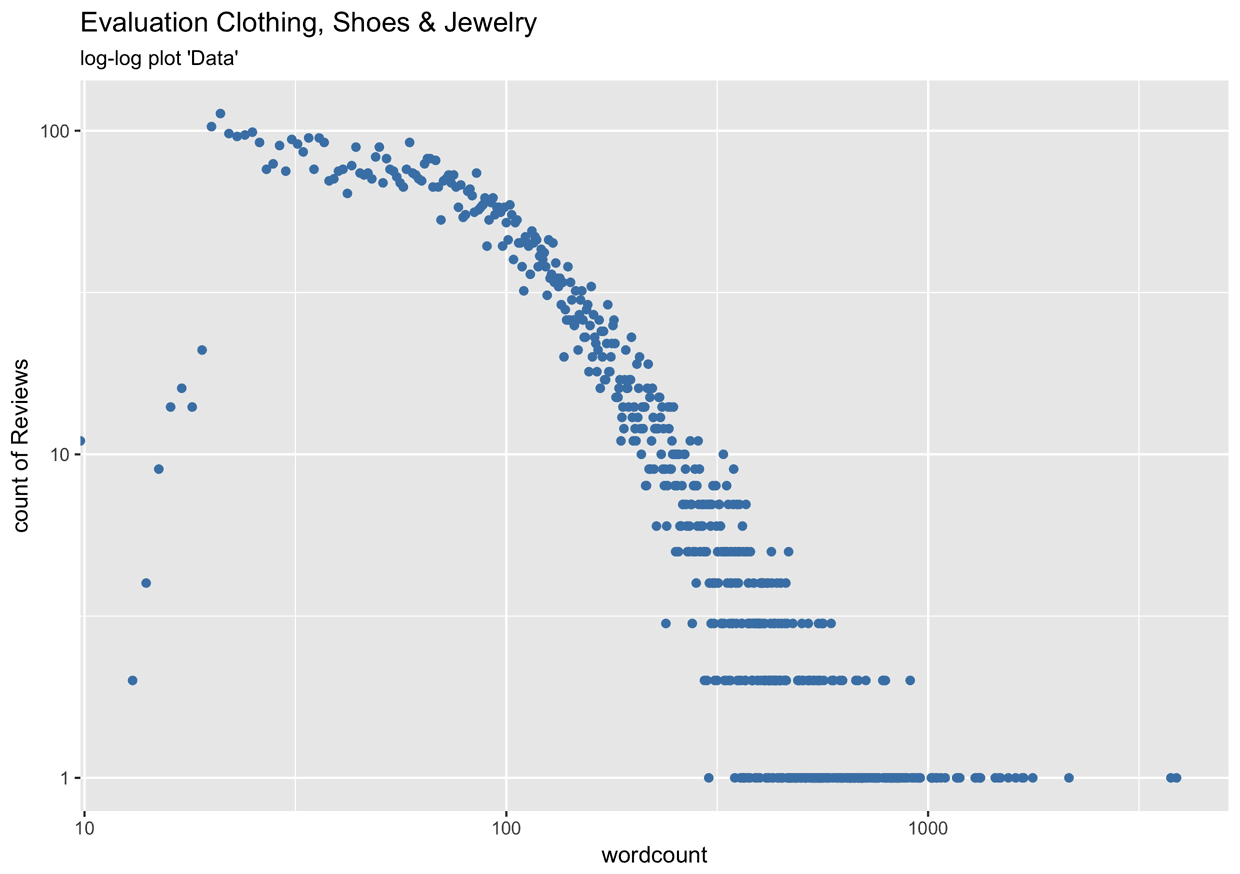 Evaluation Clothing, Shoes & Jewelry
log-log plot 'Data'
100
10
1
count of Reviews
10 100 1000
wordcount